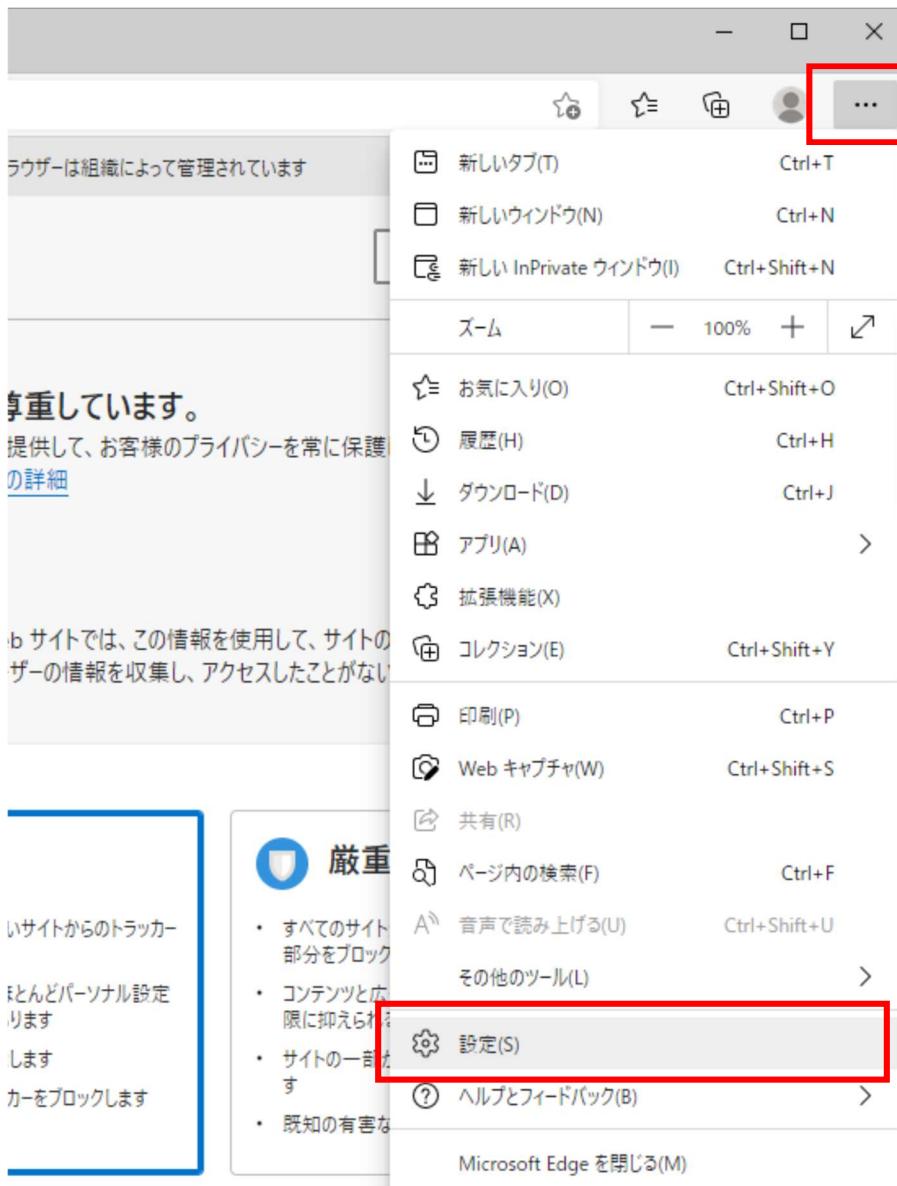 ラウザーは組織によって管理されています
尊重しています。
提供して、お客様のプライバシーを常に保護
の詳細
b サイトでは、この情報を使用して、サイトの
ザーの情報を収集し、アクセスしたことがない
いサイトからのトラッカー
ほとんどパーソナル設定
ります
します
カーをブロックします
厳重
• すべてのサイト
部分をブロック
• コンテンツと広
限に抑えられる
• サイトの一部が
す
• 既知の有害な
新しいタブ(T) Ctrl+T
新しいウィンドウ(N) Ctrl+N
新しい InPrivate ウィンドウ(I) Ctrl+Shift+N
ズーム — 100% +
お気に入り(O) Ctrl+Shift+O
履歴(H) Ctrl+H
ダウンロード(D) Ctrl+J
アプリ(A)
拡張機能(X)
コレクション(E) Ctrl+Shift+Y
印刷(P) Ctrl+P
Web キャプチャ(W) Ctrl+Shift+S
共有(R)
ページ内の検索(F) Ctrl+F
音声で読み上げる(U) Ctrl+Shift+U
その他のツール(L)
設定(S)
ヘルプとフィードバック(B)
Microsoft Edge を閉じる(M)